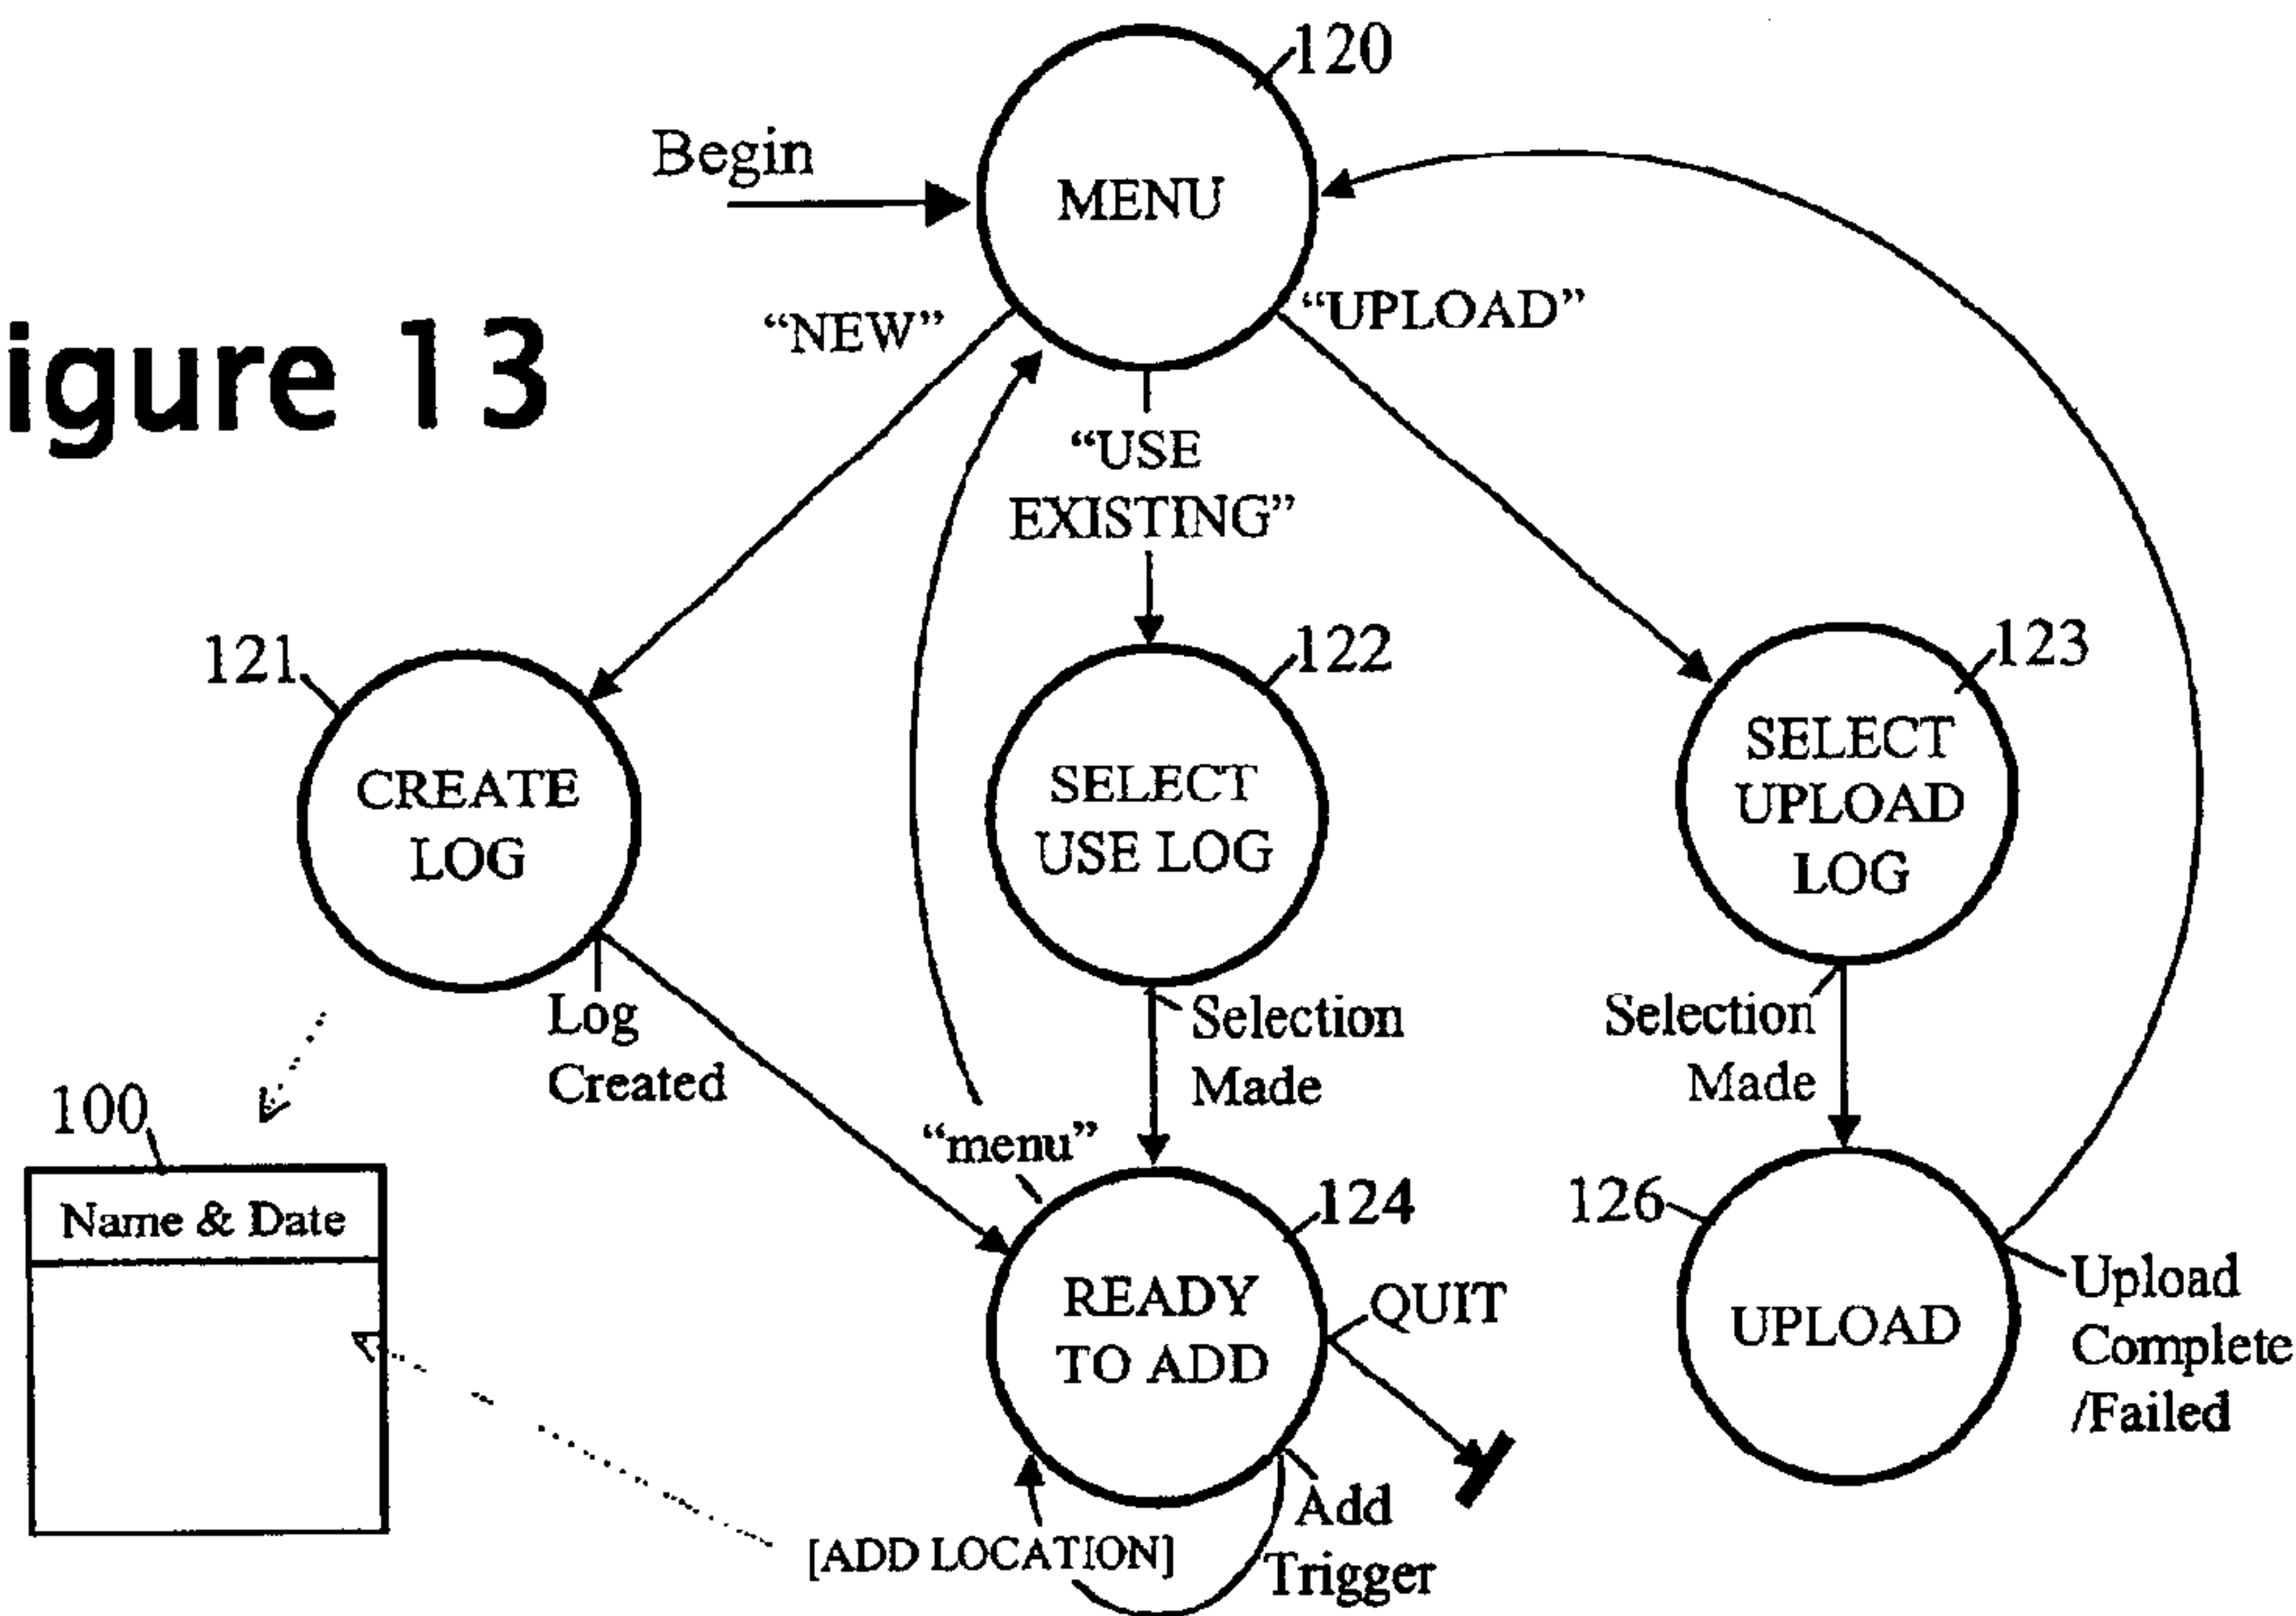 120
Begin
MENU
igure 13
"NEW"
"UPLOAD"
"USE
EXISTING"
121
122
123
CREATE
LOG
SELECT
USE LOG
SELECT
UPLOAD
LOG
Log
Created
Selection
Made
Selection
Made
100
"menu"
Name & Date
124
126
READY
TO ADD
QUIT
UPLOAD
Upload
Complete
/Failed
[ADD LOCATION]
Add
Trigger